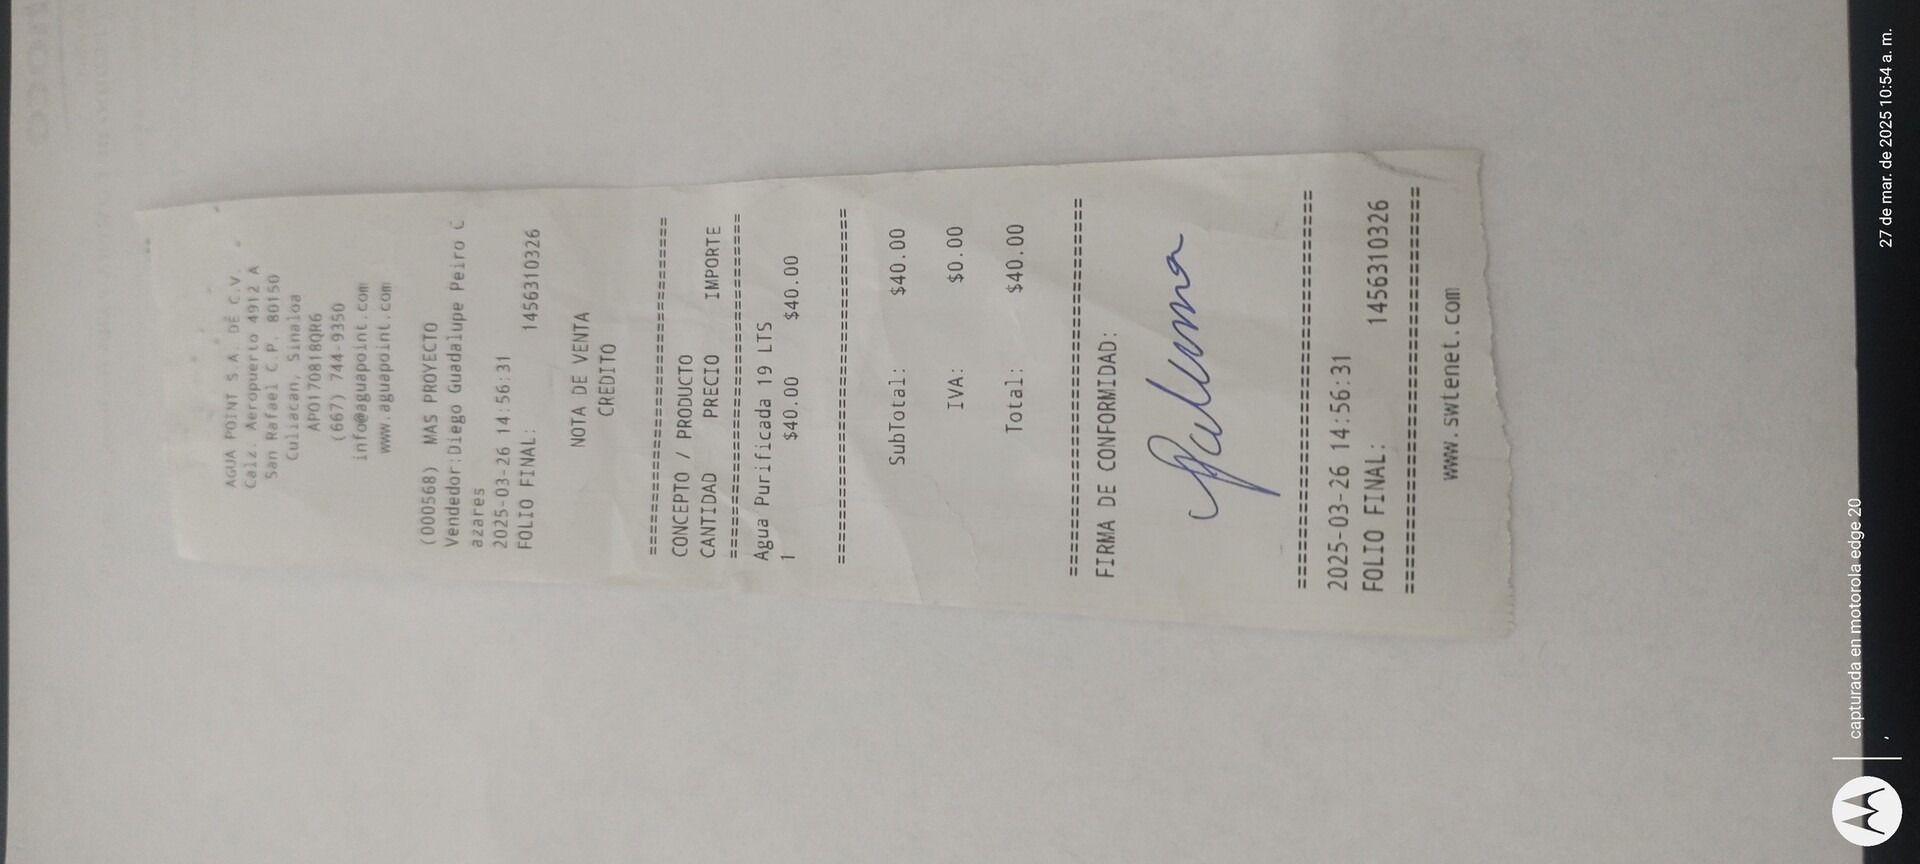 AGUA POINT S.A. DE C.V.
Calz. Aeropuerto 4912 A
San Rafael C.P. 80150
Culiacan, Sinaloa
APO170818QR6
(667) 744-9350
info@aguapoint.com
www.aguapoint.com
(000568) MAS PROYECTO
Vendedor:Diego Guadalupe Peiro C
azares
2025-03-26 14:56:31
FOLIO FINAL: 1456310326
NOTA DE VENTA
CREDITO
================================
CONCEPTO / PRODUCTO
CANTIDAD PRECIO IMPORTE
================================
Agua Purificada 19 LTS
1 $40.00 $40.00
================================
SubTotal: $40.00
IVA: $0.00
Total: $40.00
================================
FIRMA DE CONFORMIDAD:
================================
2025-03-26 14:56:31
FOLIO FINAL: 1456310326
================================
www.swtenet.com
capturada en motorola edge 20
27 de mar. de 2025 10:54 a. m.